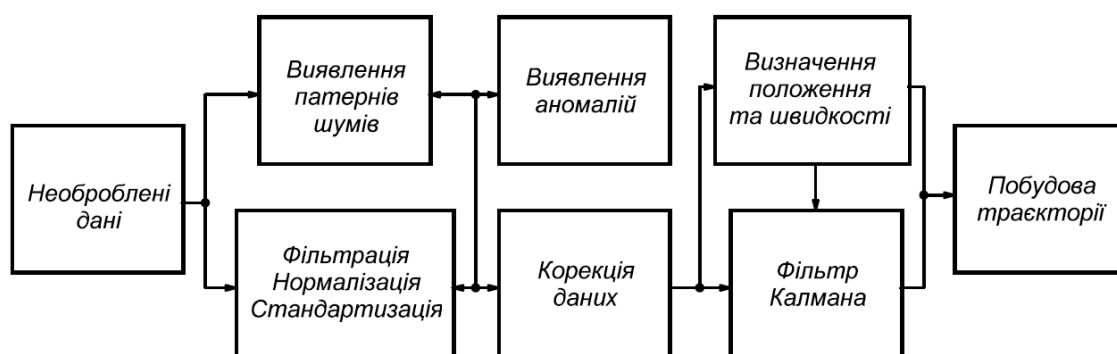 Необроблені
дані
Виявлення
патернів
шумів
Фільтрація
Нормалізація
Стандартизація
Виявлення
аномалій
Корекція
даних
Визначення
положення
та швидкості
Фільтр
Калмана
Побудова
траєкторії